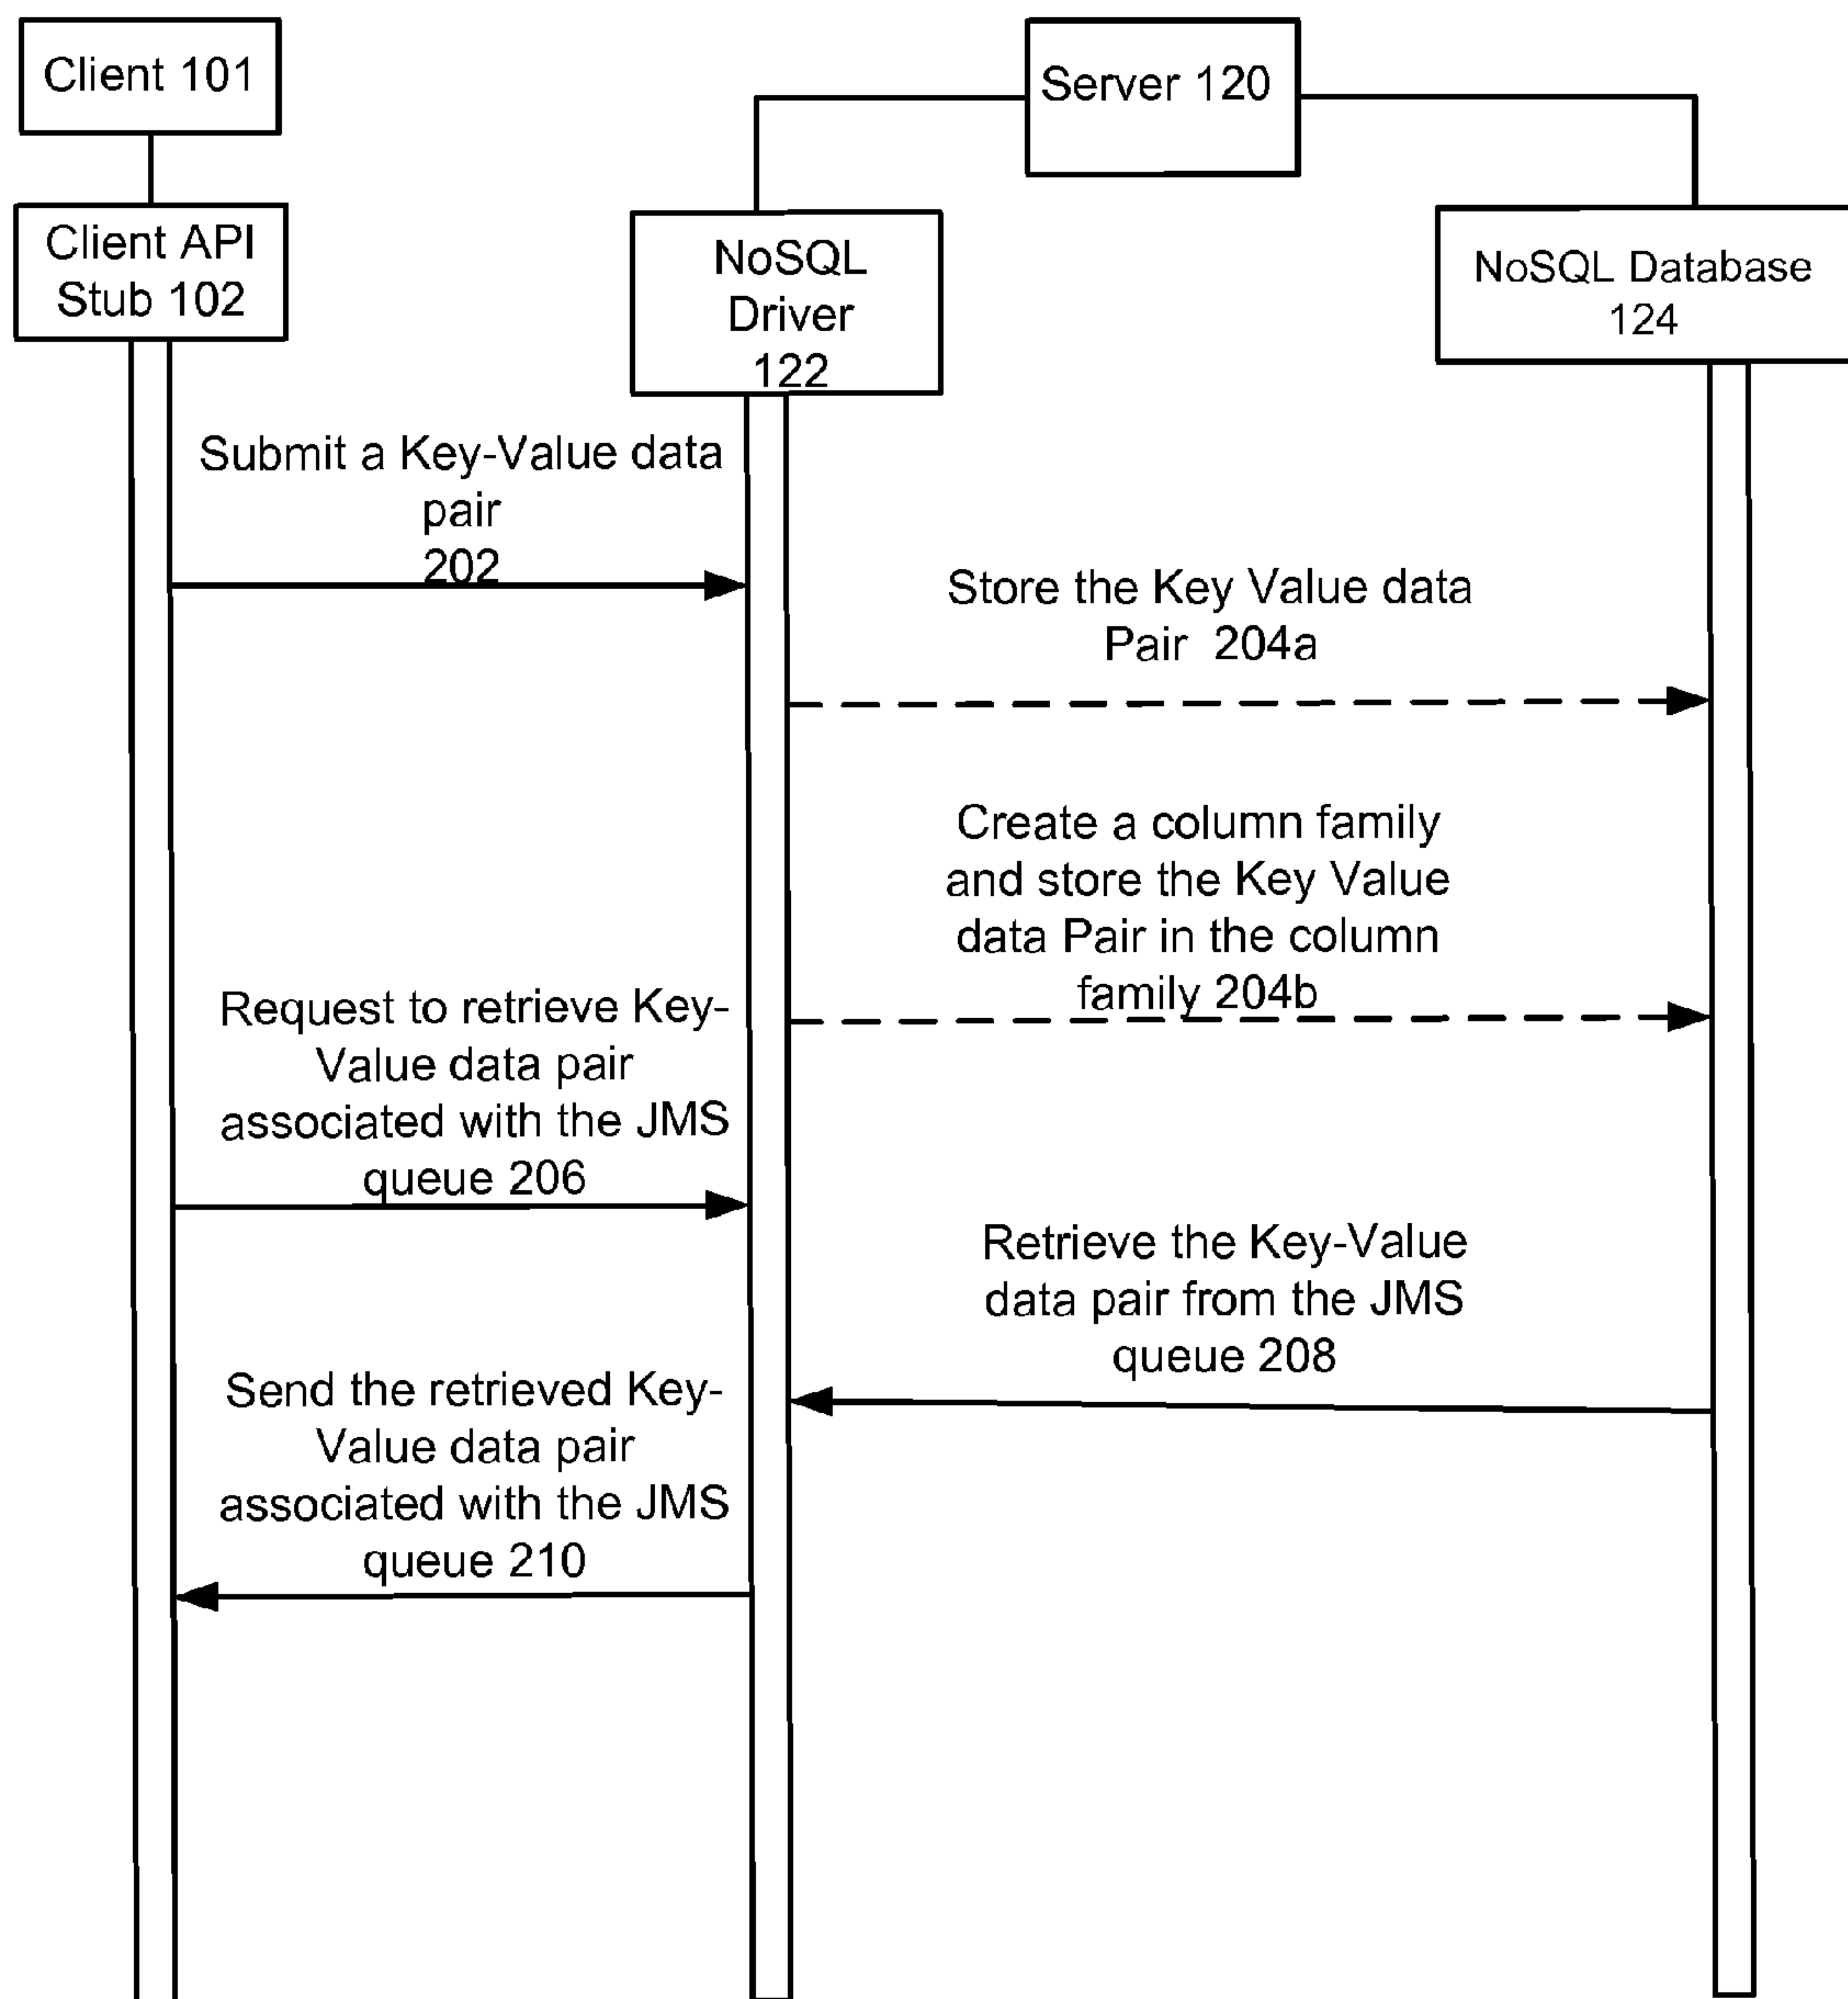 Client 101
Server 120
Client API
Stub 102
NoSQL
Driver
122
NoSQL Database
124
Submit a Key-Value data
pair
202
Store the Key Value data
Pair 204a
Create a column family
and store the Key Value
data Pair in the column
family 204b
Request to retrieve Key-
Value data pair
associated with the JMS
queue 206
Retrieve the Key-Value
data pair from the JMS
queue 208
Send the retrieved Key-
Value data pair
associated with the JMS
queue 210